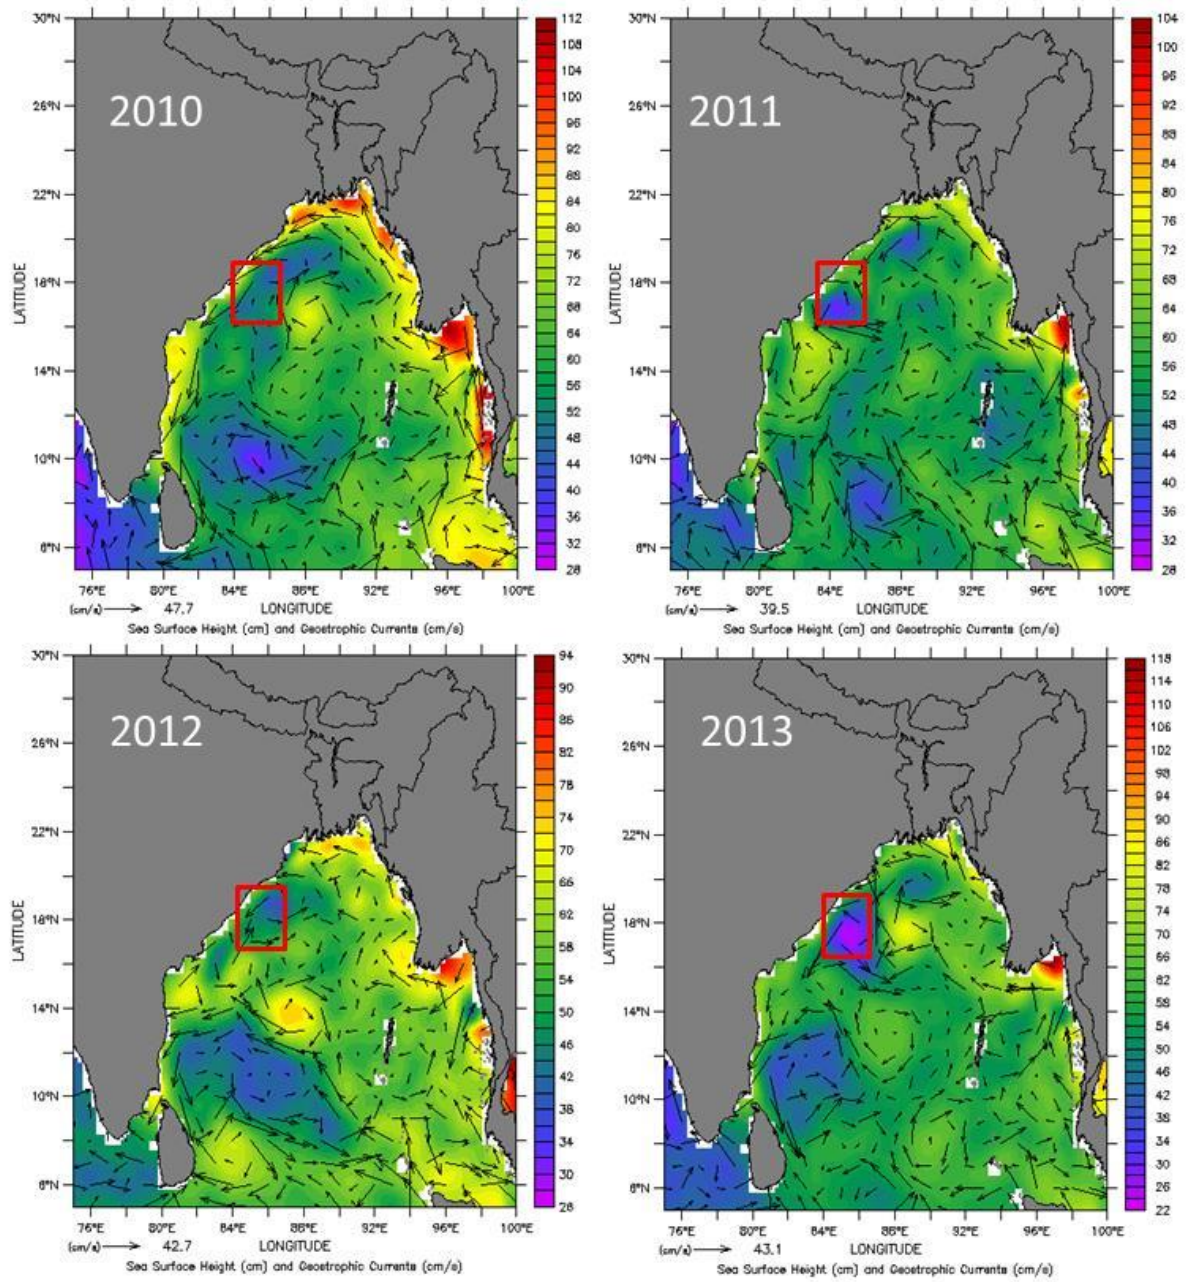 2010
30°N
26°N
22°N
18°N
14°N
10°N
6°N
LATITUDE
76°E 80°E 84°E 88°E 92°E 96°E 100°E
(cm/s) 47.7 LONGITUDE
Sea Surface Height (cm) and Geostrophic Currents (cm/s)
112
108
104
100
96
92
88
84
80
76
72
68
64
60
56
52
48
44
40
36
32
28
2011
30°N
26°N
22°N
18°N
14°N
10°N
6°N
LATITUDE
76°E 80°E 84°E 88°E 92°E 96°E 100°E
(cm/s) 39.5 LONGITUDE
Sea Surface Height (cm) and Geostrophic Currents (cm/s)
104
100
96
92
88
84
80
76
72
68
64
60
56
52
48
44
40
36
32
28
2012
30°N
26°N
22°N
18°N
14°N
10°N
6°N
LATITUDE
76°E 80°E 84°E 88°E 92°E 96°E 100°E
(cm/s) 42.7 LONGITUDE
Sea Surface Height (cm) and Geostrophic Currents (cm/s)
94
90
86
82
78
74
70
66
62
58
54
50
46
42
38
34
30
26
2013
30°N
26°N
22°N
18°N
14°N
10°N
6°N
LATITUDE
76°E 80°E 84°E 88°E 92°E 96°E 100°E
(cm/s) 43.1 LONGITUDE
Sea Surface Height (cm) and Geostrophic Currents (cm/s)
118
114
110
106
102
98
94
90
86
82
78
74
70
66
62
58
54
50
46
42
38
34
30
26
22